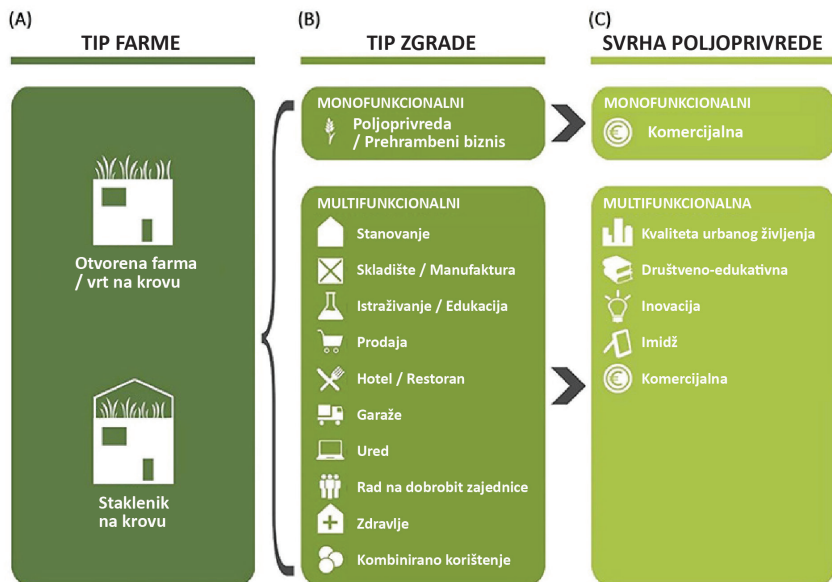 (A)
TIP FARME
Otvorena farma
/ vrt na krovu
Staklenik
na krovu
(B)
TIP ZGRADE
MONOFUNKCIONALNI
Poljoprivreda
/ Prehrambeni biznis
MULTIFUNKCIONALNI
Stanovanje
Skladište / Manufaktura
Istraživanje / Edukacija
Prodaja
Hotel / Restoran
Garaže
Ured
Rad na dobrobit zajednice
Zdravlje
Kombinirano korištenje
(C)
SVRHA POLJOPRIVREDE
MONOFUNKCIONALNI
Komercijalna
MULTIFUNKCIONALNA
Kvaliteta urbanog življenja
Društveno-edukativna
Inovacija
Imidž
Komercijalna